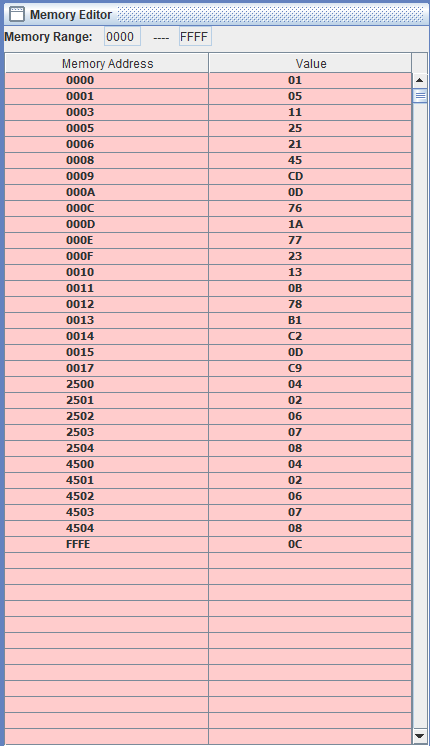 Memory Editor
Memory Range: 0000 ---- FFFF
Memory Address Value
0000 01
0001 05
0003 11
0005 25
0006 21
0008 45
0009 CD
000A 0D
000C 76
000D 1A
000E 77
000F 23
0010 13
0011 0B
0012 78
0013 B1
0014 C2
0015 0D
0017 C9
2500 04
2501 02
2502 06
2503 07
2504 08
4500 04
4501 02
4502 06
4503 07
4504 08
FFFE 0C